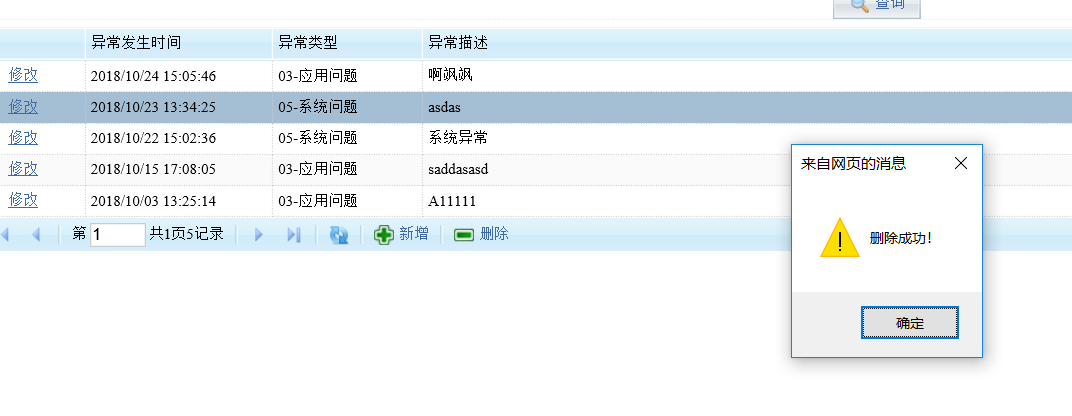 查询
异常发生时间 异常类型 异常描述
修改 2018/10/24 15:05:46 03-应用问题 啊飒飒
修改 2018/10/23 13:34:25 05-系统问题 asdas
修改 2018/10/22 15:02:36 05-系统问题 系统异常
修改 2018/10/15 17:08:05 03-应用问题 saddasasd
修改 2018/10/03 13:25:14 03-应用问题 A11111
第 1 共1页5记录 新增 删除
来自网页的消息
删除成功!
确定